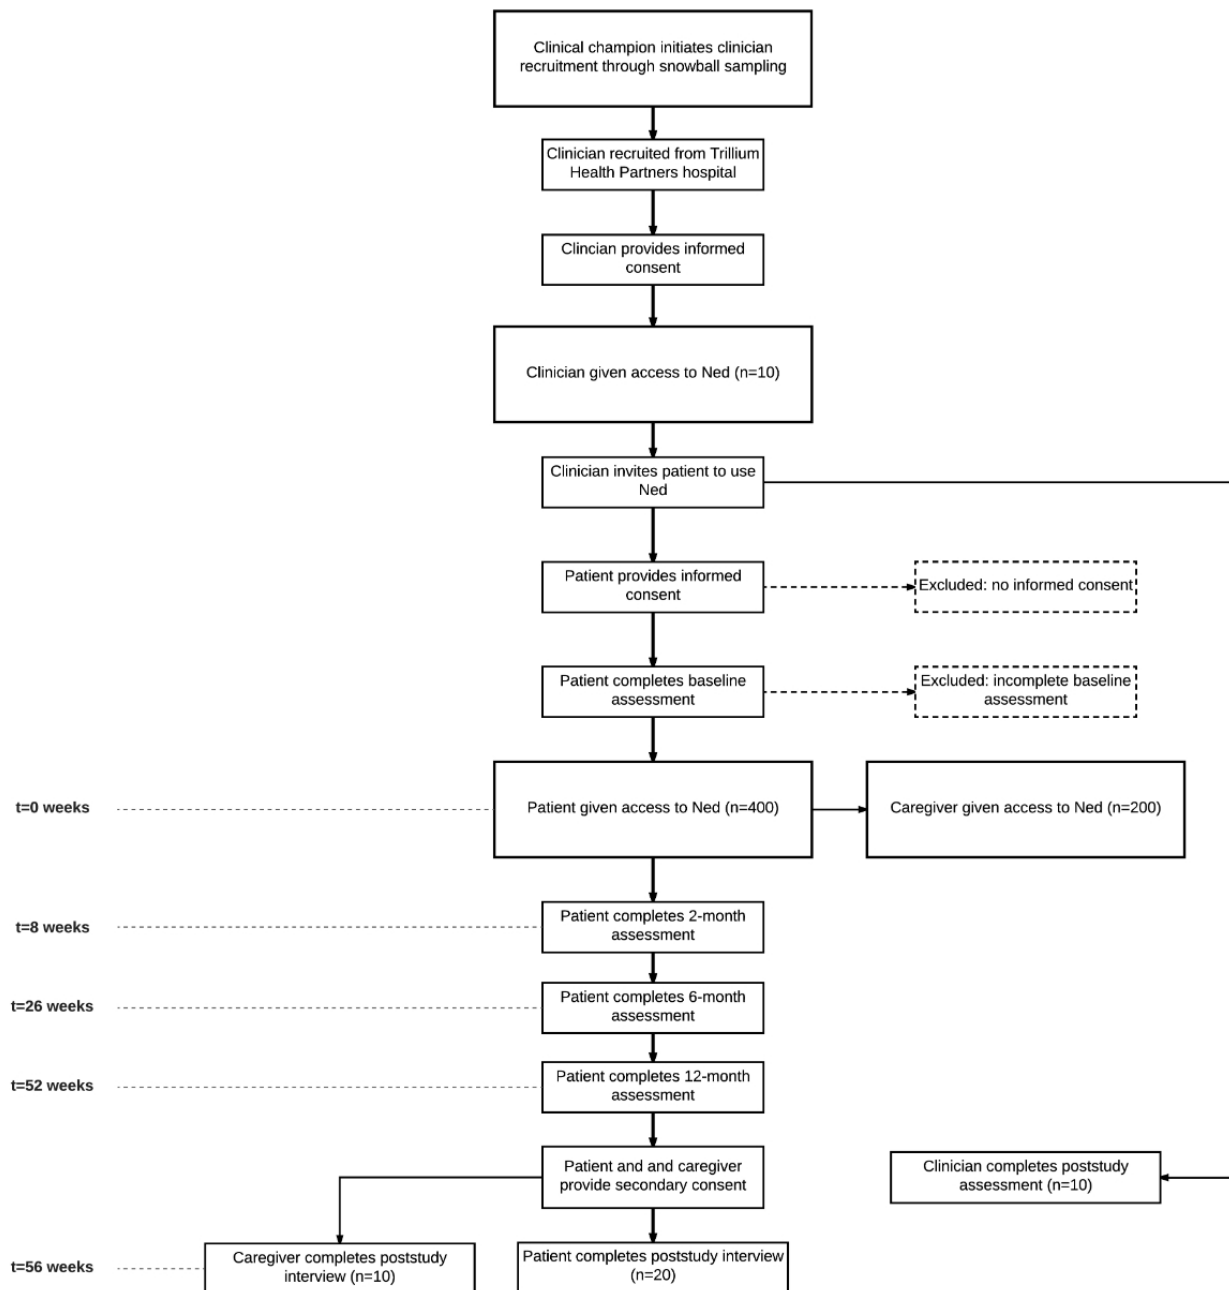 Clinical champion initiates clinician
recruitment through snowball sampling
Clinician recruited from Trillium
Health Partners hospital
Clincian provides informed
consent
Clinician given access to Ned (n=10)
Clinician invites patient to use
Ned
Patient provides informed
consent
Excluded: no informed consent
Patient completes baseline
assessment
Excluded: incomplete baseline
assessment
t=0 weeks
Patient given access to Ned (n=400)
Caregiver given access to Ned (n=200)
t=8 weeks
Patient completes 2-month
assessment
t=26 weeks
Patient completes 6-month
assessment
t=52 weeks
Patient completes 12-month
assessment
Patient and and caregiver
provide secondary consent
Clinician completes poststudy
assessment (n=10)
t=56 weeks
Caregiver completes poststudy
interview (n=10)
Patient completes poststudy interview
(n=20)